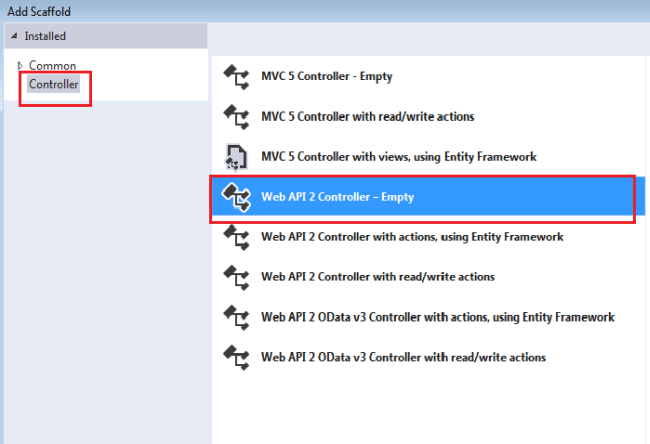 Add Scaffold
Installed
Common
Controller
MVC 5 Controller - Empty
MVC 5 Controller with read/write actions
MVC 5 Controller with views, using Entity Framework
Web API 2 Controller – Empty
Web API 2 Controller with actions, using Entity Framework
Web API 2 Controller with read/write actions
Web API 2 OData v3 Controller with actions, using Entity Framework
Web API 2 OData v3 Controller with read/write actions